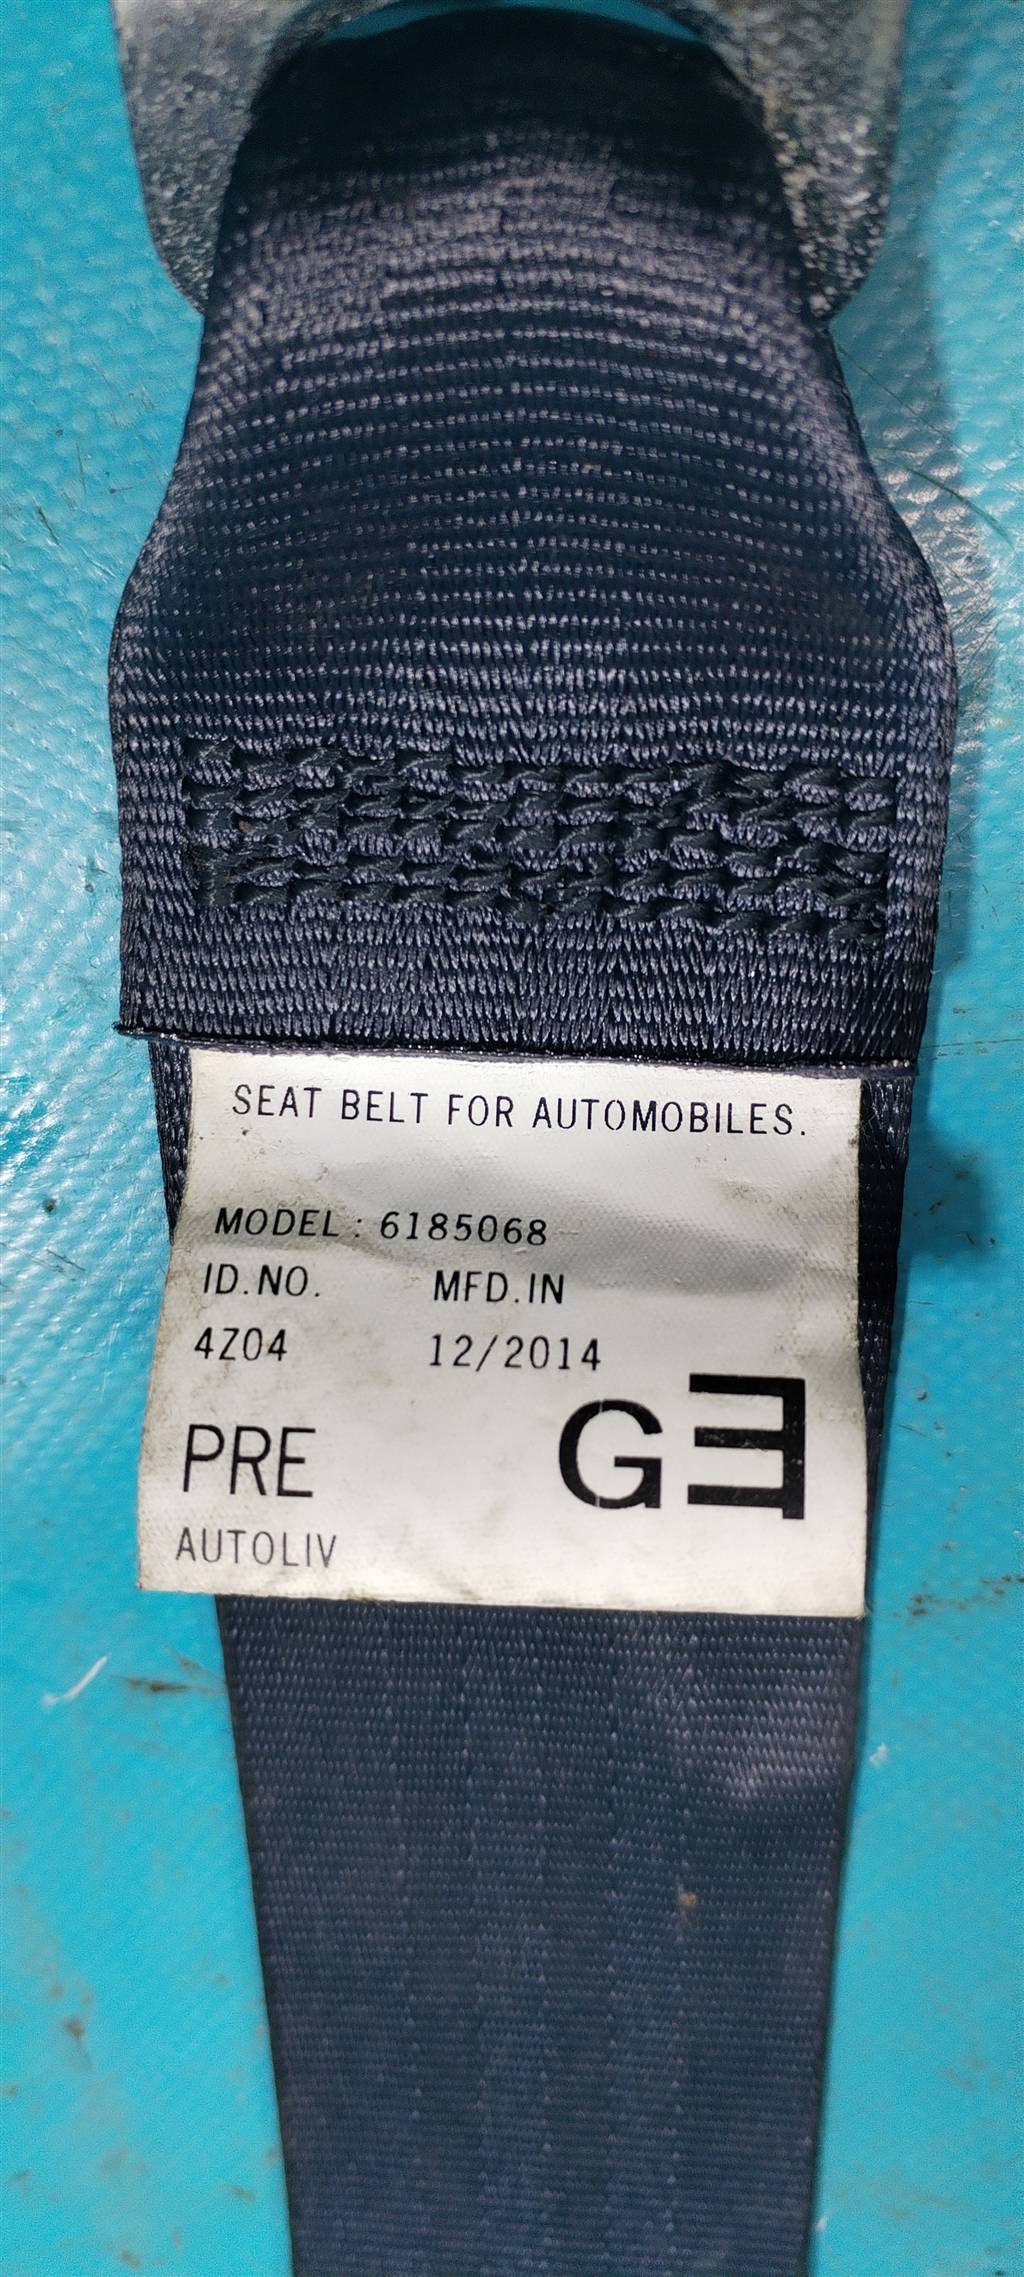 SEAT BELT FOR AUTOMOBILES.
MODEL : 6185068
ID.NO. MFD.IN
4Z04 12/2014
PRE G
AUTOLIV